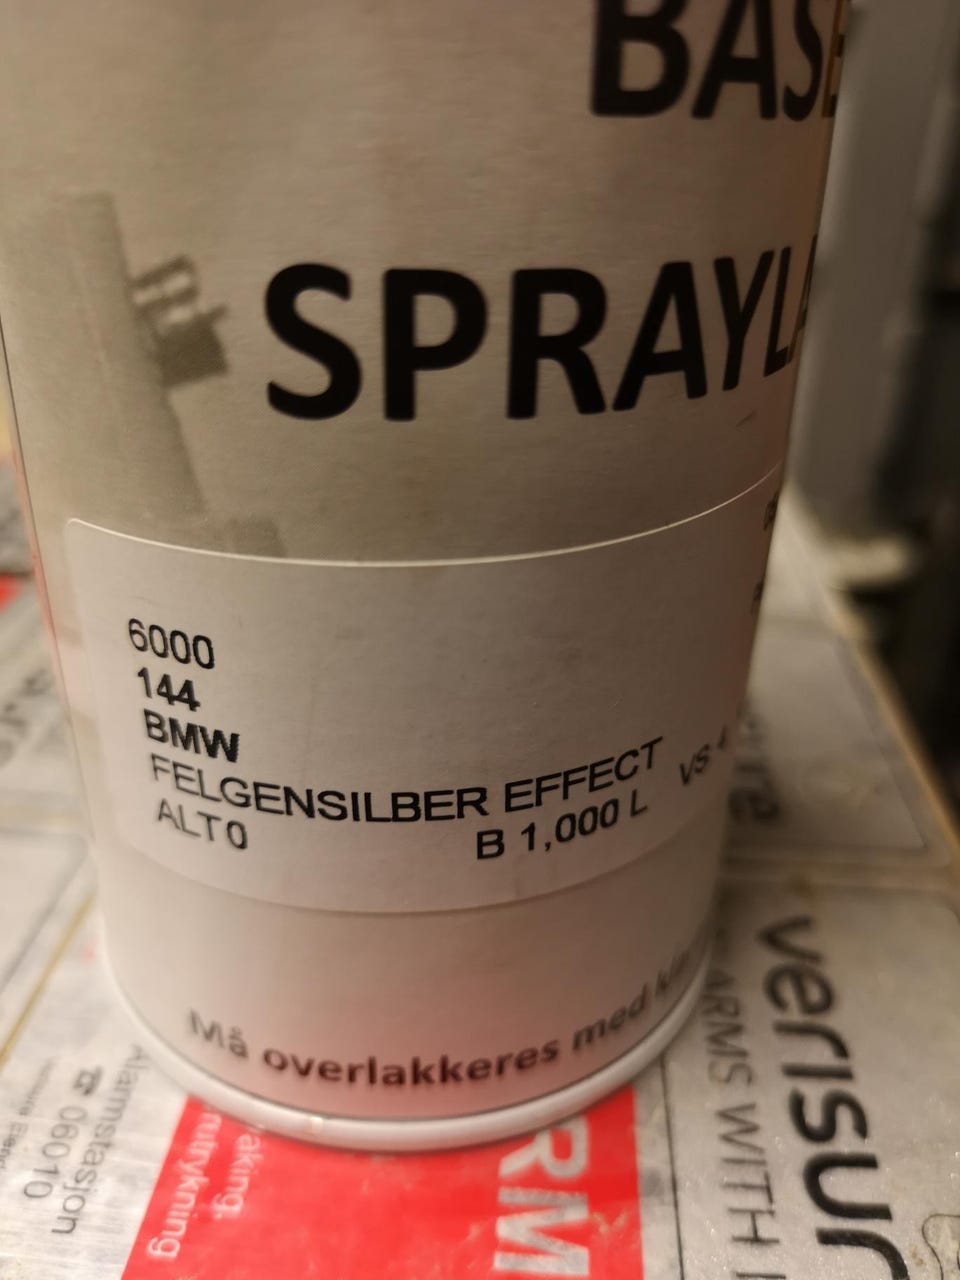 SPRAYLA
6000
144
BMW
FELGENSILBER EFFECT VS
ALT0 B 1,000 L
Må overlakkeres med
verisur
ARMS WITH
RM
Alarmstasjon
06010
rutrykning